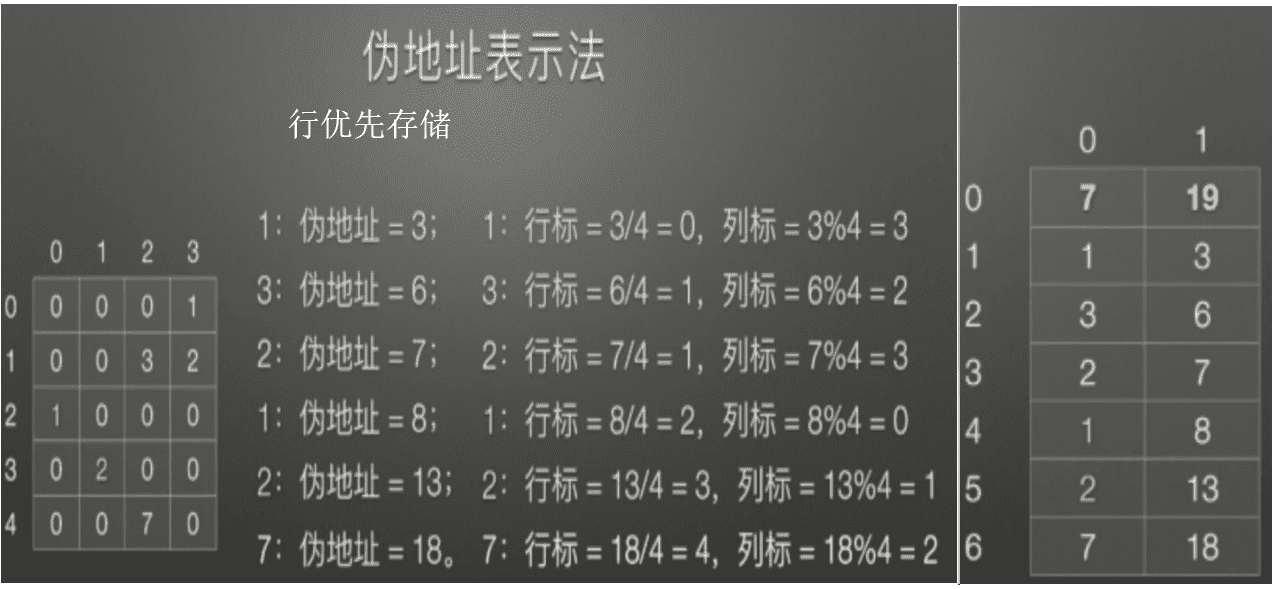 伪地址表示法
行优先存储
1：伪地址 = 3； 1：行标 = 3/4 = 0，列标 = 3%4 = 3
3：伪地址 = 6； 3：行标 = 6/4 = 1，列标 = 6%4 = 2
2：伪地址 = 7； 2：行标 = 7/4 = 1，列标 = 7%4 = 3
1：伪地址 = 8； 1：行标 = 8/4 = 2，列标 = 8%4 = 0
2：伪地址 = 13； 2：行标 = 13/4 = 3，列标 = 13%4 = 1
7：伪地址 = 18。 7：行标 = 18/4 = 4，列标 = 18%4 = 2
0 1 2 3
0 0 0 0 1
1 0 0 3 2
2 1 0 0 0
3 0 2 0 0
4 0 0 7 0
0 1
0 7 19
1 1 3
2 3 6
3 2 7
4 1 8
5 2 13
6 7 18